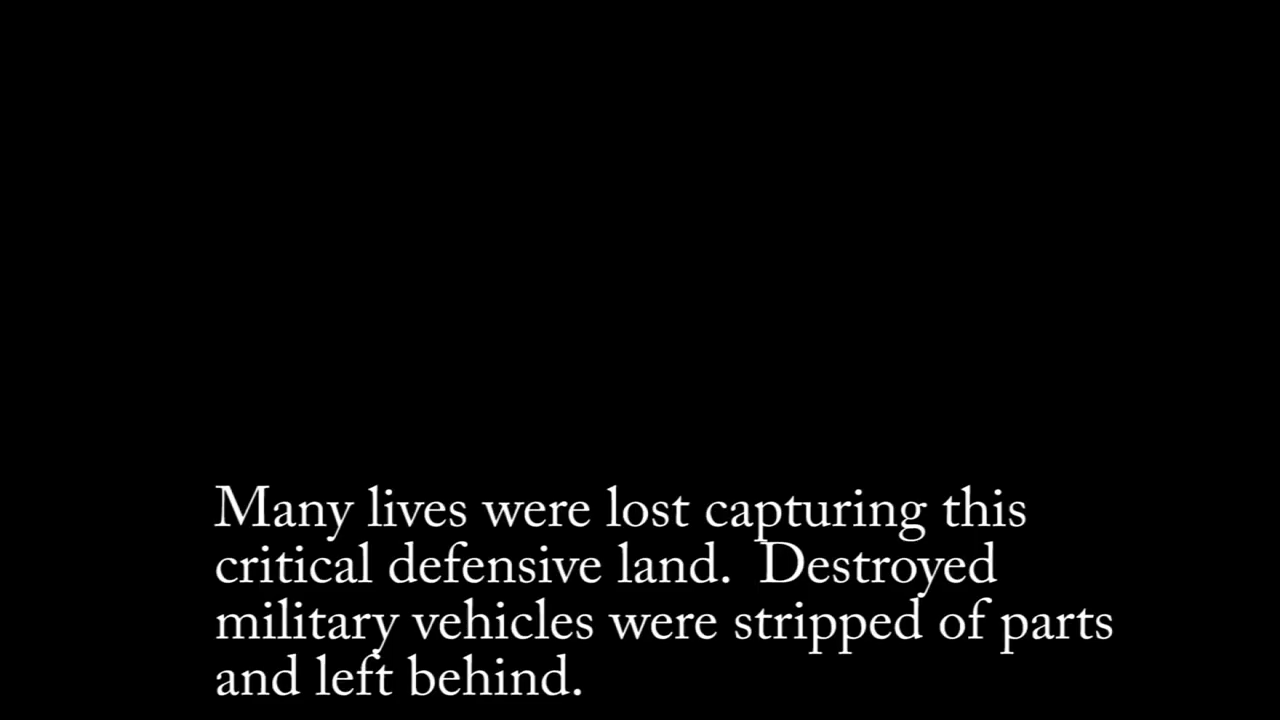 Many lives were lost capturing this
critical defensive land.  Destroyed
military vehicles were stripped of parts
and left behind.